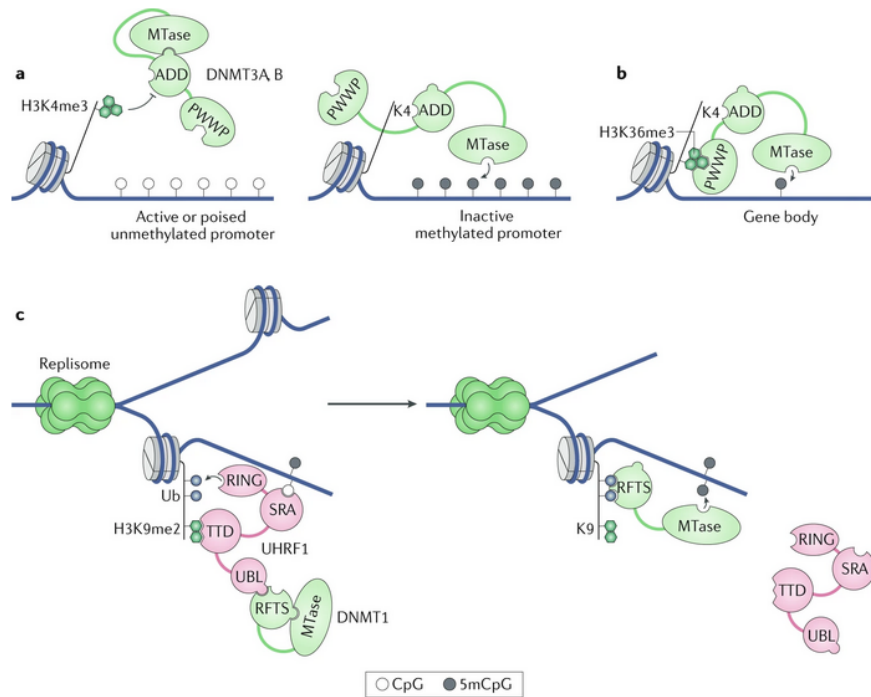 a
MTase
ADD
DNMT3A, B
PWWP
H3K4me3
Active or poised
unmethylated promoter
PWWP
K4
ADD
MTase
Inactive
methylated promoter
b
K4
ADD
H3K36me3
PWWP
MTase
Gene body
c
Replisome
RING
Ub
SRA
H3K9me2
TTD
UHRF1
UBL
RFTS
MTase
DNMT1
RFTS
K9
MTase
RING
SRA
TTD
UBL
CpG
5mCpG